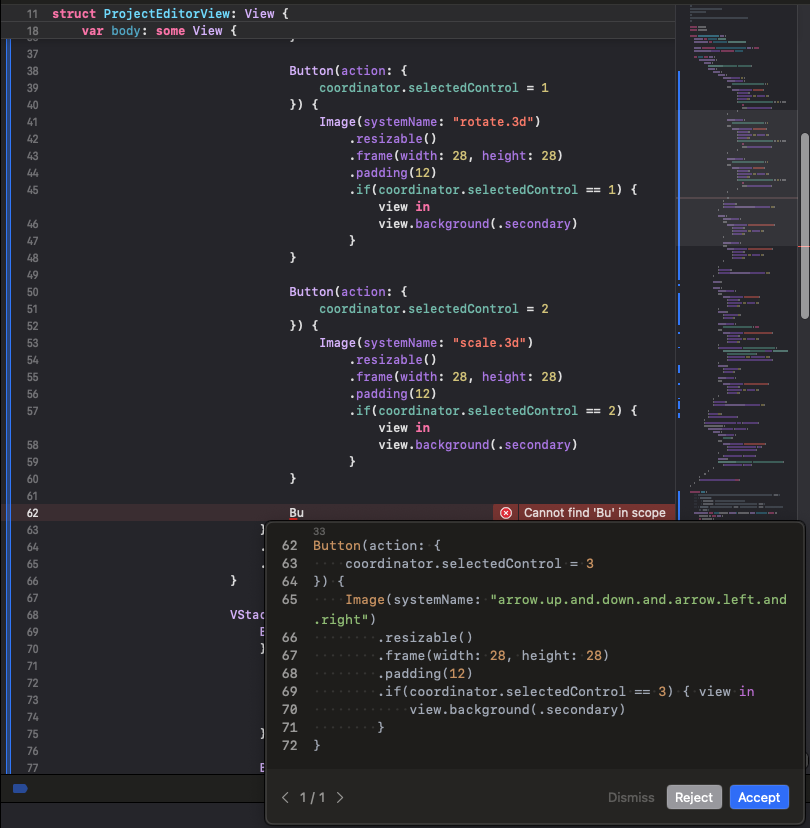 11 struct ProjectEditorView: View {
18 var body: some View {
37
38 Button(action: {
39 coordinator.selectedControl = 1
40 }) {
41 Image(systemName: "rotate.3d")
42 .resizable()
43 .frame(width: 28, height: 28)
44 .padding(12)
45 .if(coordinator.selectedControl == 1) {
view in
46 view.background(.secondary)
47 }
48 }
49
50 Button(action: {
51 coordinator.selectedControl = 2
52 }) {
53 Image(systemName: "scale.3d")
54 .resizable()
55 .frame(width: 28, height: 28)
56 .padding(12)
57 .if(coordinator.selectedControl == 2) {
view in
58 view.background(.secondary)
59 }
60 }
61
62 Bu Cannot find 'Bu' in scope
63 }
64 .
65 .
66 }
67
68 VStac
69 B
70 }
71
72
73
74
75 }
76
77 B
33
62 Button(action: {
63 coordinator.selectedControl = 3
64 }) {
65 Image(systemName: "arrow.up.and.down.and.arrow.left.and
.right")
66 .resizable()
67 .frame(width: 28, height: 28)
68 .padding(12)
69 .if(coordinator.selectedControl == 3) { view in
70 view.background(.secondary)
71 }
72 }
< 1 / 1 > Dismiss Reject Accept